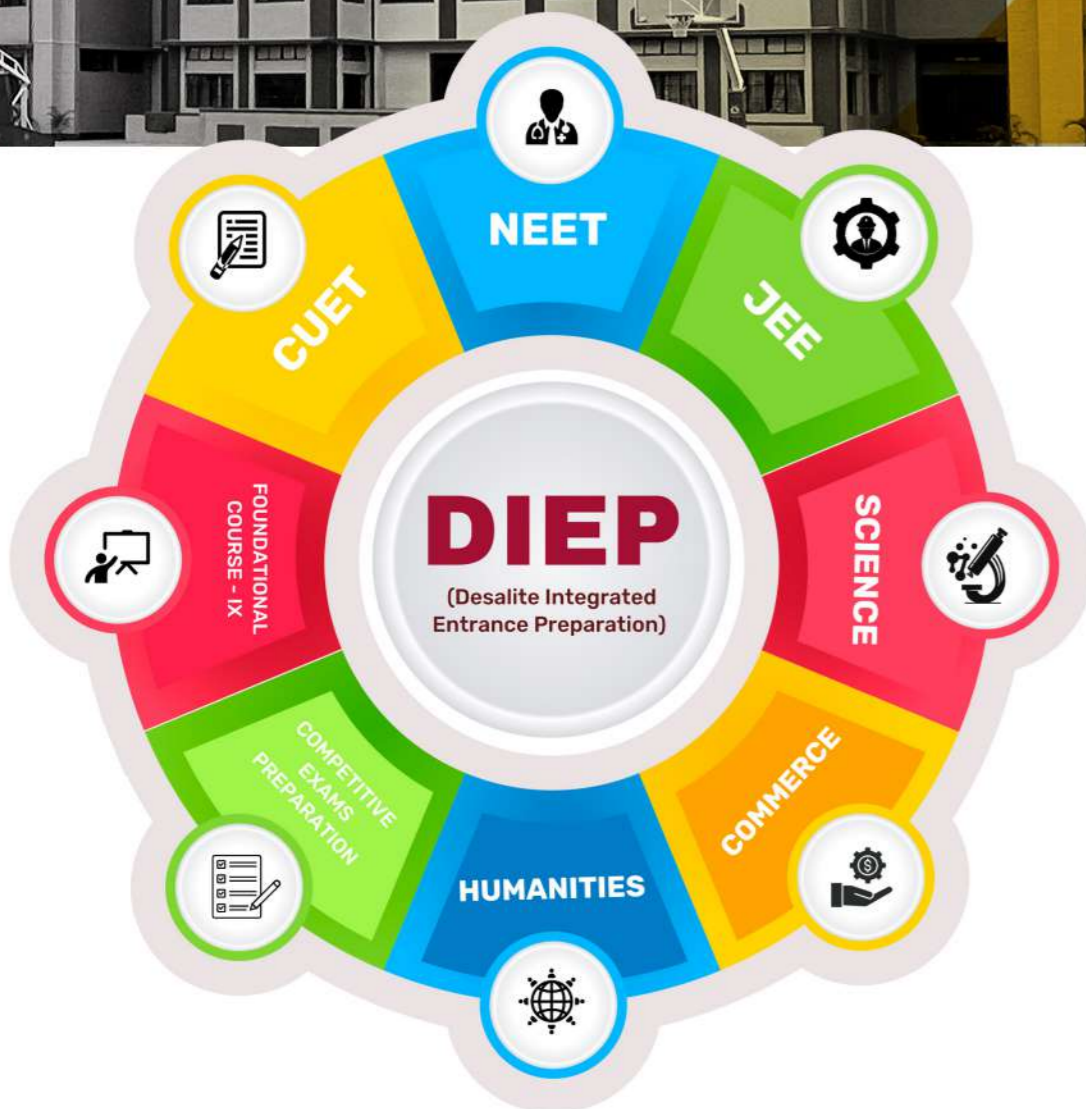 NEET
JEE
SCIENCE
COMMERCE
HUMANITIES
COMPETITIVE
EXAMS
PREPARATION
FOUNDATIONAL
COURSE - IX
CUET
DIEP
(Desalite Integrated
Entrance Preparation)